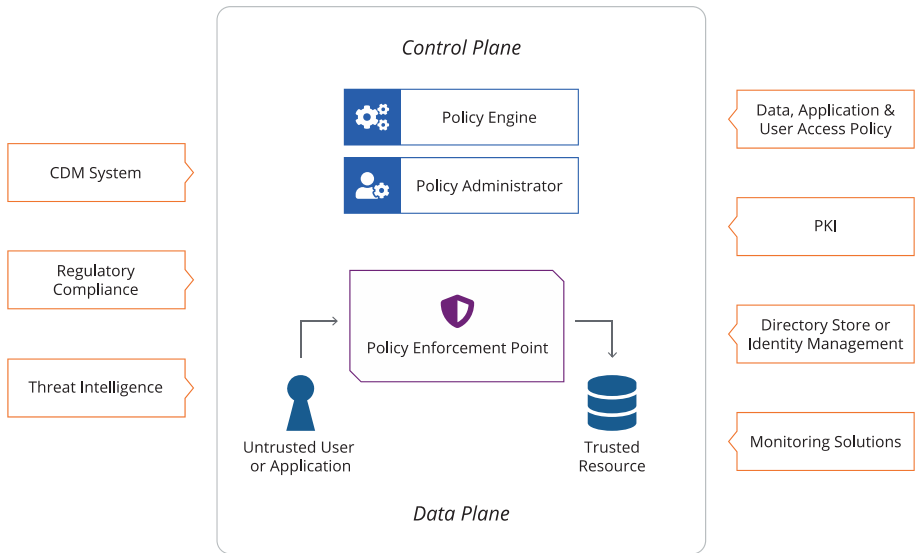 Control Plane
Policy Engine
Policy Administrator
CDM System
Regulatory
Compliance
Threat Intelligence
Policy Enforcement Point
Untrusted User
or Application
Trusted
Resource
Data Plane
Data, Application &
User Access Policy
PKI
Directory Store or
Identity Management
Monitoring Solutions